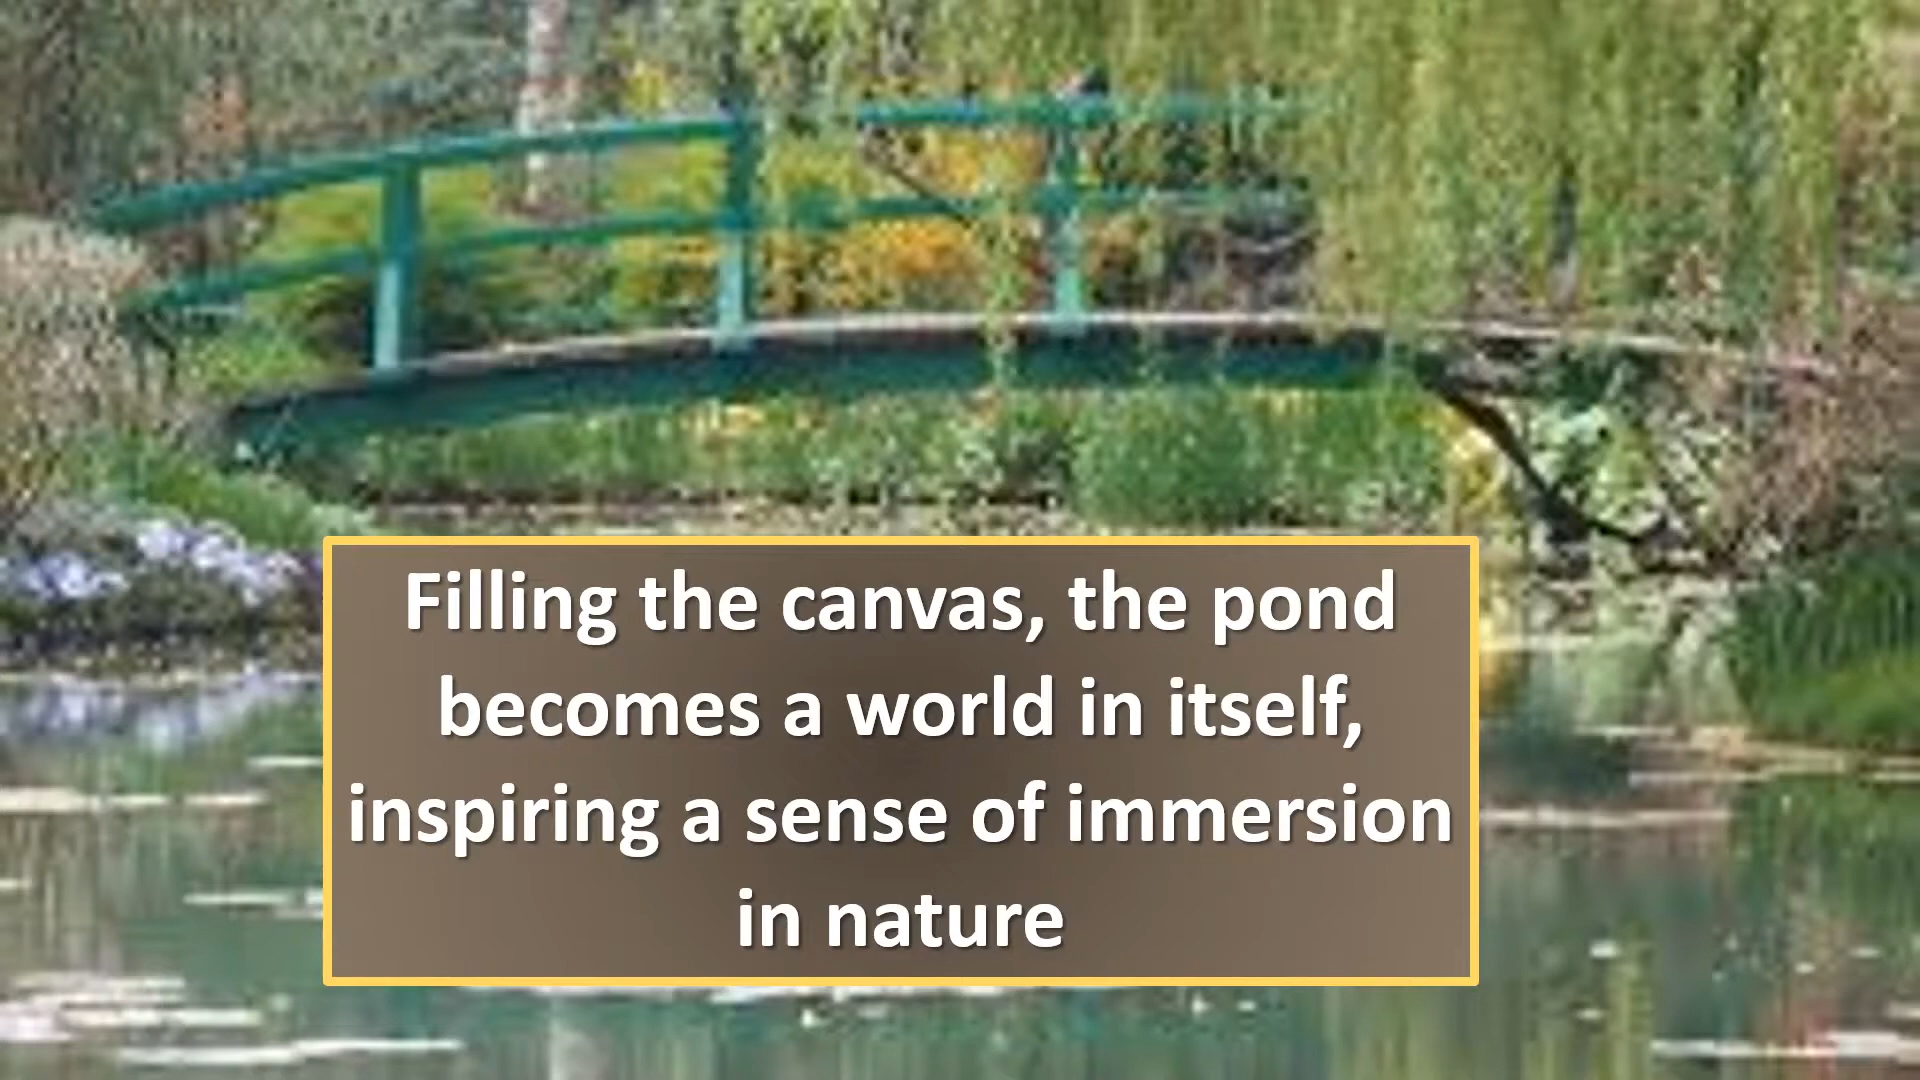 Filling the canvas, the pond
becomes a world in itself,
inspiring a sense of immersion
in nature